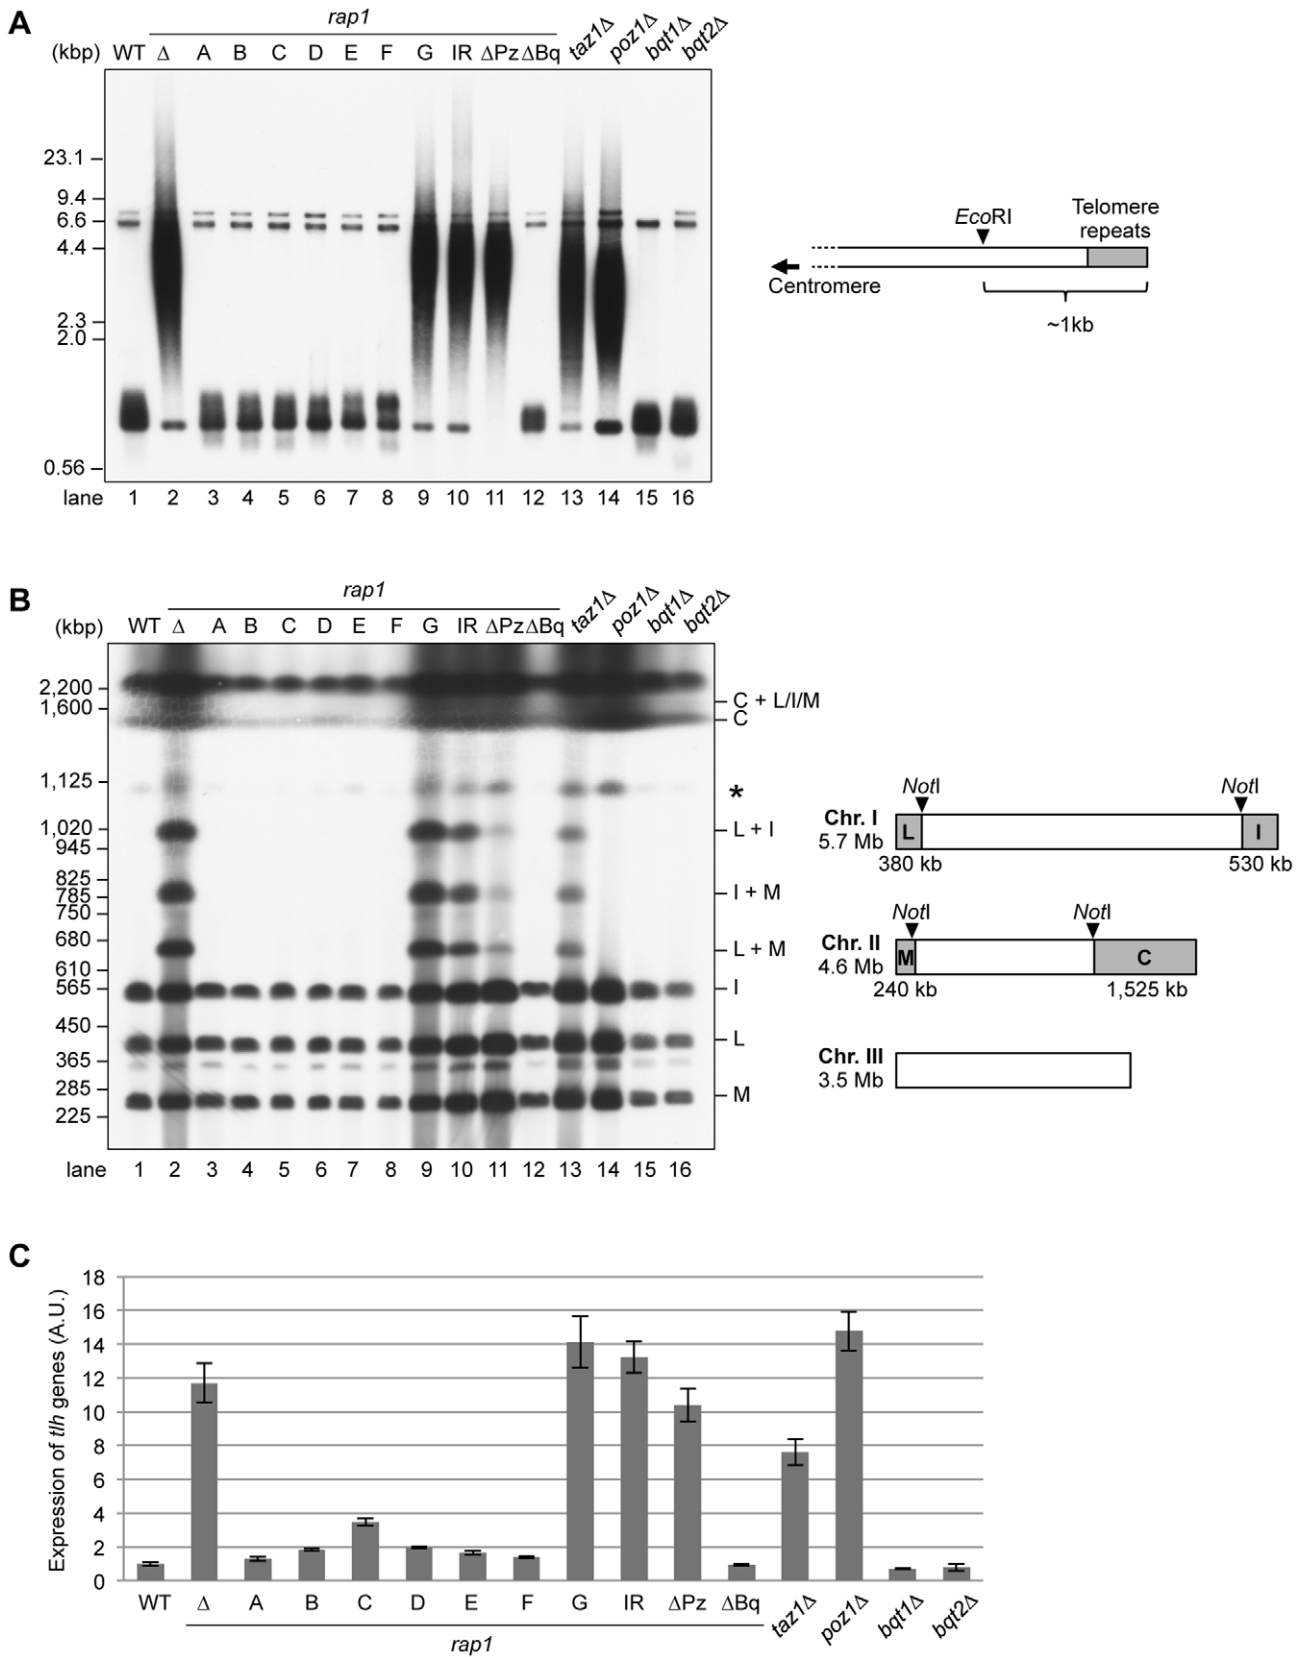 A
rap1
(kbp) WT Δ A B C D E F G IR ΔPz ΔBq taz1Δ poz1Δ bqt1Δ bqt2Δ
23.1
9.4
6.6
4.4
2.3
2.0
0.56
lane 1 2 3 4 5 6 7 8 9 10 11 12 13 14 15 16
EcoRI
Telomere
repeats
Centromere
~1kb
B
rap1
(kbp) WT Δ A B C D E F G IR ΔPz ΔBq taz1Δ poz1Δ bqt1Δ bqt2Δ
2,200
1,600
1,125
1,020
945
825
785
750
680
610
565
450
365
285
225
C + L/I/M
C
*
L + I
I + M
L + M
I
L
M
lane 1 2 3 4 5 6 7 8 9 10 11 12 13 14 15 16
NotI NotI
Chr. I
5.7 Mb
L I
380 kb 530 kb
NotI NotI
Chr. II
4.6 Mb
M C
240 kb 1,525 kb
Chr. III
3.5 Mb
C
Expression of tlh genes (A.U.)
18
16
14
12
10
8
6
4
2
0
WT Δ A B C D E F G IR ΔPz ΔBq taz1Δ poz1Δ bqt1Δ bqt2Δ
rap1